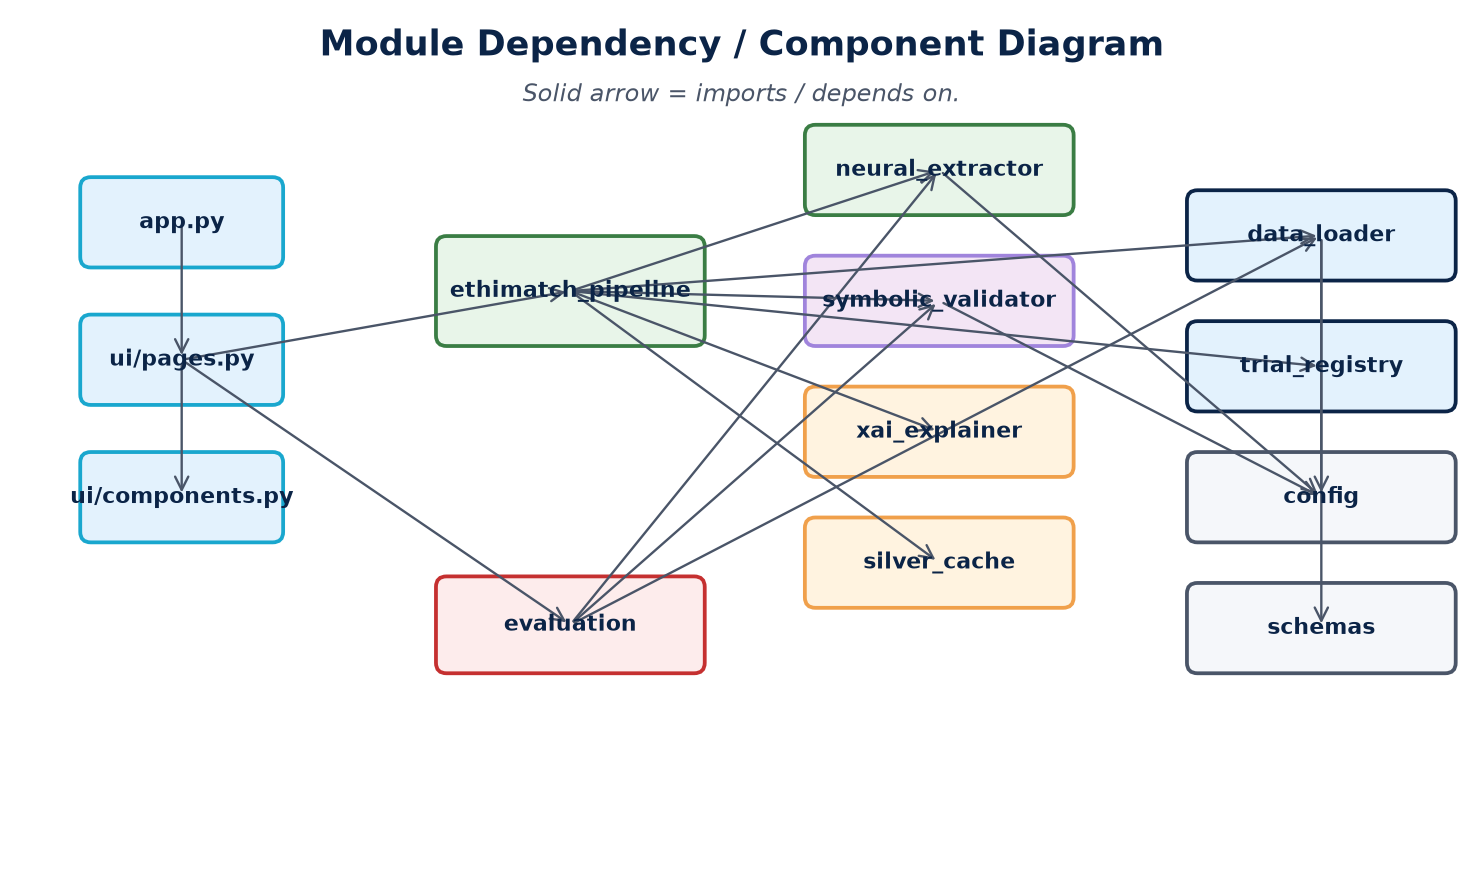 Module Dependency / Component Diagram
Solid arrow = imports / depends on.
app.py
ui/pages.py
ui/components.py
ethimatch_pipeline
evaluation
neural_extractor
symbolic_validator
xai_explainer
silver_cache
data_loader
trial_registry
config
schemas